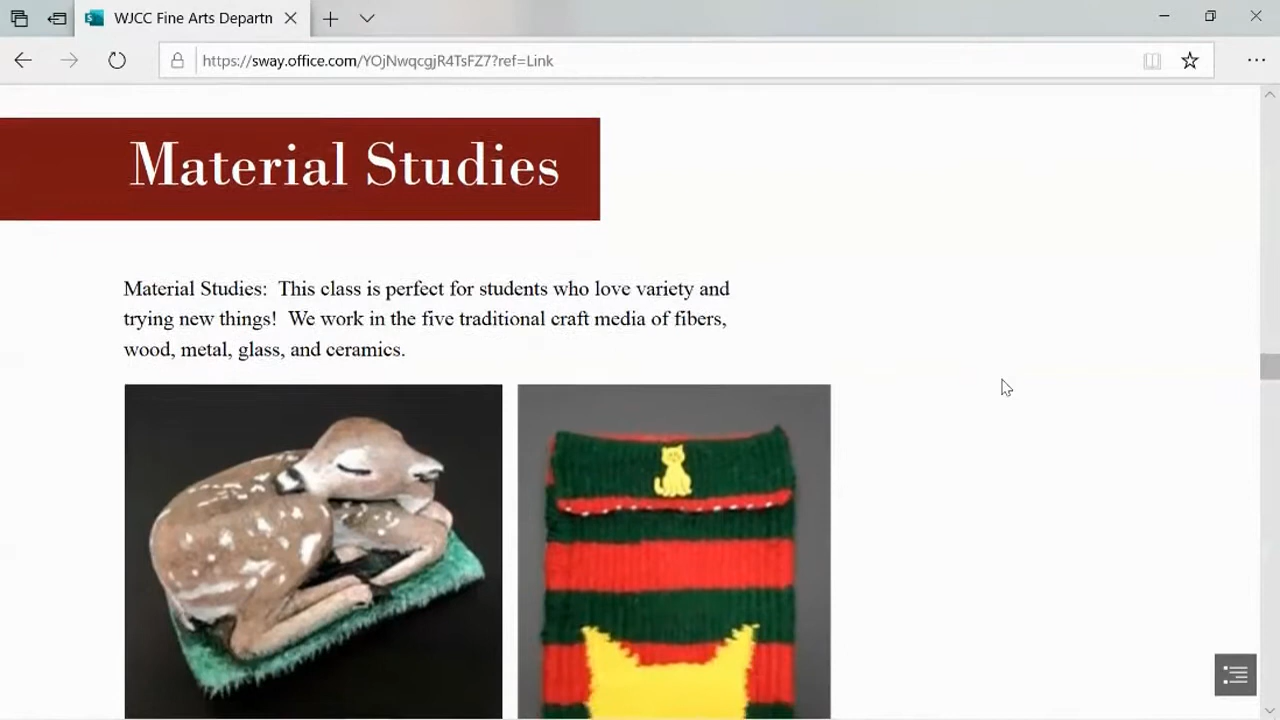 WJCC Fine Arts Departn
https://sway.office.com/YOjNwqcgjR4TsFZ7?ref=Link
Material Studies
Material Studies:  This class is perfect for students who love variety and
trying new things!  We work in the five traditional craft media of fibers,
wood, metal, glass, and ceramics.